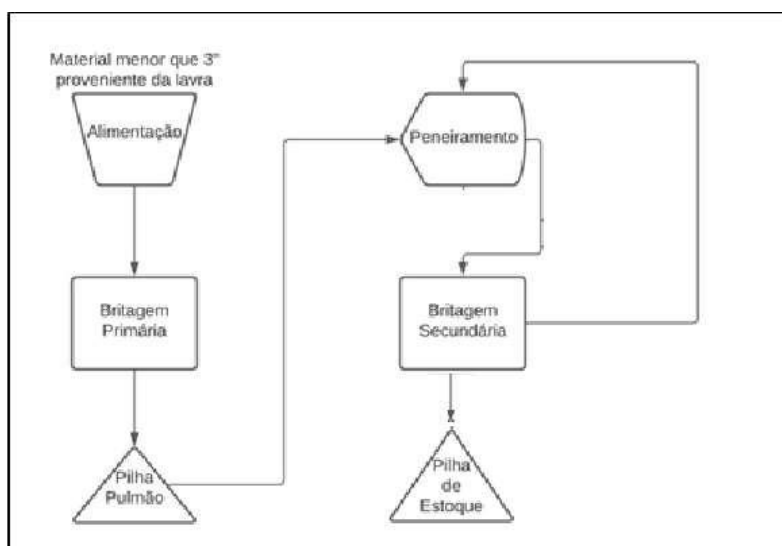 Material menor que 3"
proveniente da lavra
Alimentação
Peneiramento
Britagem
Primária
Britagem
Secundária
Pilha
Pulmão
Pilha
de
Estoque